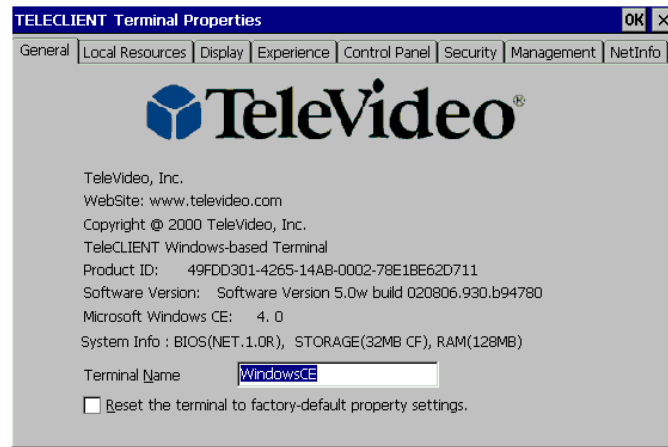 TELECLIENT Terminal Properties OK ×
General Local Resources Display Experience Control Panel Security Management NetInfo
TeleVideo®
TeleVideo, Inc.
WebSite: www.televideo.com
Copyright @ 2000 TeleVideo, Inc.
TeleCLIENT Windows-based Terminal
Product ID: 49FDD301-4265-14AB-0002-78E1BE62D711
Software Version: Software Version 5.0w build 020806.930.b94780
Microsoft Windows CE: 4. 0
System Info : BIOS(NET.1.0R), STORAGE(32MB CF), RAM(128MB)
Terminal Name WindowsCE
Reset the terminal to factory-default property settings.